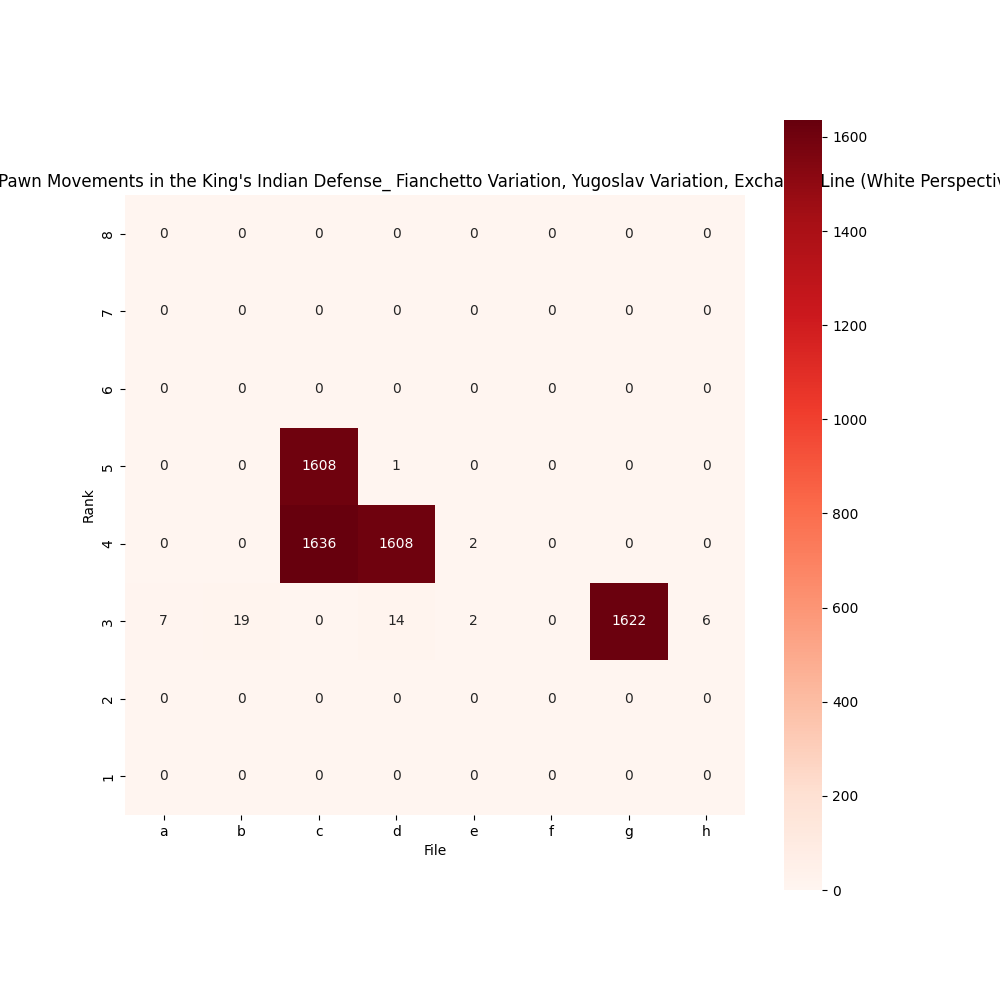 Pawn Movements in the King's Indian Defense_ Fianchetto Variation, Yugoslav Variation, Excha Line (White Perspectiv
1600
1400
1200
1000
800
600
400
200
0
8 0 0 0 0 0 0 0 0
7 0 0 0 0 0 0 0 0
6 0 0 0 0 0 0 0 0
5 0 0 1608 1 0 0 0 0
4 0 0 1636 1608 2 0 0 0
3 7 19 0 14 2 0 1622 6
2 0 0 0 0 0 0 0 0
1 0 0 0 0 0 0 0 0
Rank
a b c d e f g h
File